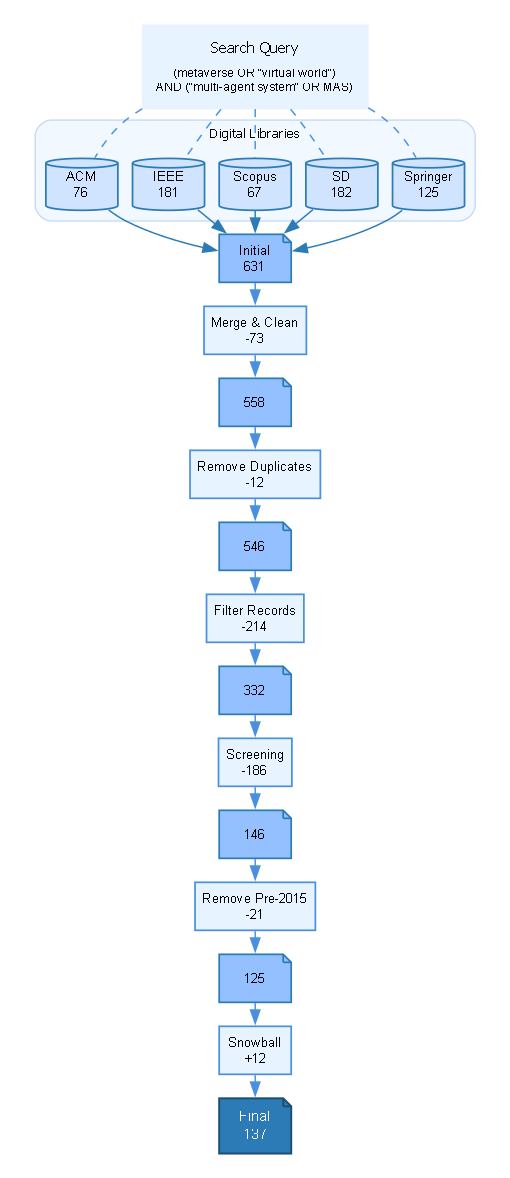 Search Query
(metaverse OR "virtual world")
AND ("multi-agent system" OR MAS)
Digital Libraries
ACM
76
IEEE
181
Scopus
67
SD
182
Springer
125
Initial
631
Merge & Clean
-73
558
Remove Duplicates
-12
546
Filter Records
-214
332
Screening
-186
146
Remove Pre-2015
-21
125
Snowball
+12
Final
137